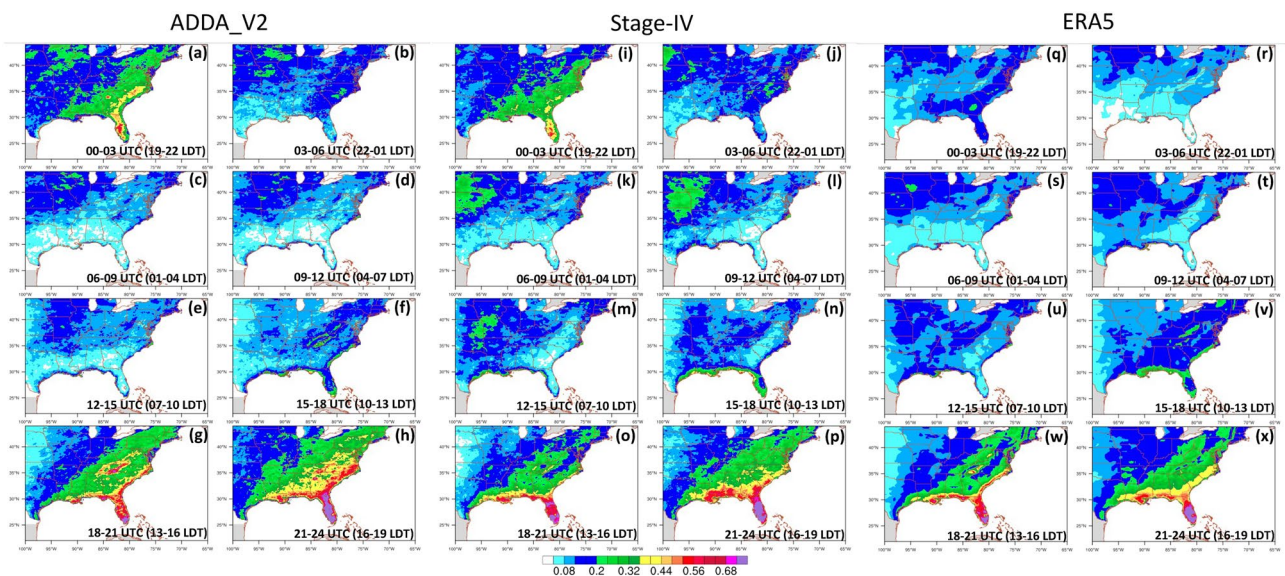 ADDA_V2 Stage-IV ERA5
(a) (b) (i) (j) (q) (r)
00-03 UTC (19-22 LDT) 03-06 UTC (22-01 LDT) 00-03 UTC (19-22 LDT) 03-06 UTC (22-01 LDT) 00-03 UTC (19-22 LDT) 03-06 UTC (22-01 LDT)
(c) (d) (k) (l) (s) (t)
06-09 UTC (01-04 LDT) 09-12 UTC (04-07 LDT) 06-09 UTC (01-04 LDT) 09-12 UTC (04-07 LDT) 06-09 UTC (01-04 LDT) 09-12 UTC (04-07 LDT)
(e) (f) (m) (n) (u) (v)
12-15 UTC (07-10 LDT) 15-18 UTC (10-13 LDT) 12-15 UTC (07-10 LDT) 15-18 UTC (10-13 LDT) 12-15 UTC (07-10 LDT) 15-18 UTC (10-13 LDT)
(g) (h) (o) (p) (w) (x)
18-21 UTC (13-16 LDT) 21-24 UTC (16-19 LDT) 18-21 UTC (13-16 LDT) 21-24 UTC (16-19 LDT) 18-21 UTC (13-16 LDT) 21-24 UTC (16-19 LDT)
0.08 0.2 0.32 0.44 0.56 0.68